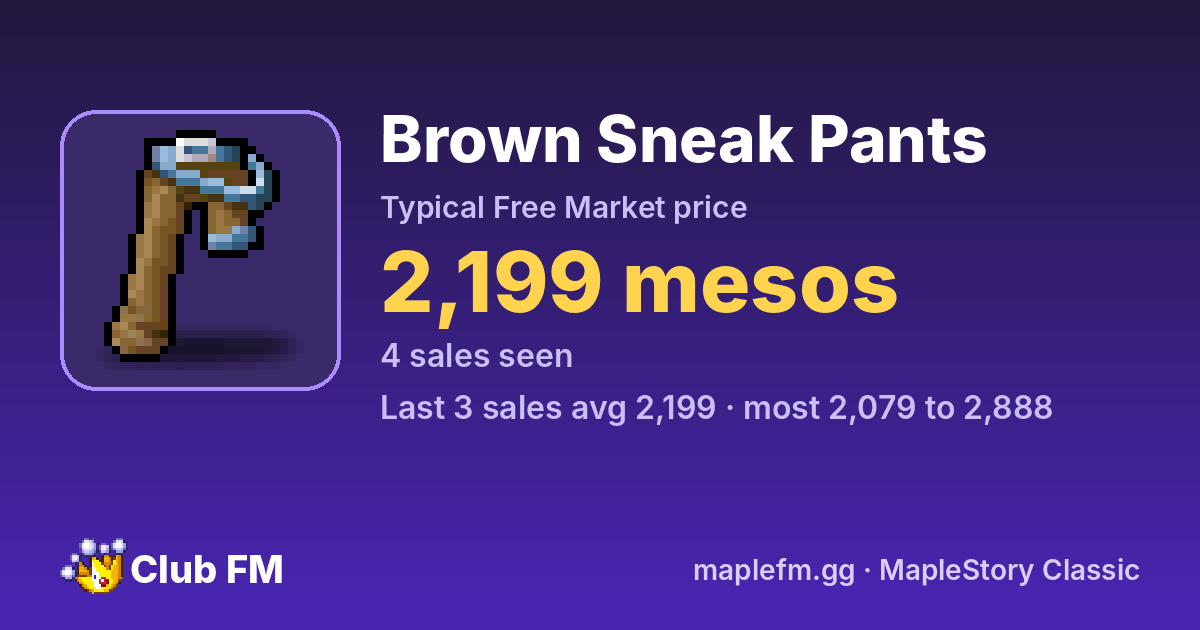 Brown Sneak Pants
Typical Free Market price
2,199 mesos
4 sales seen
Last 3 sales avg 2,199 · most 2,079 to 2,888
Club FM
maplefm.gg · MapleStory Classic